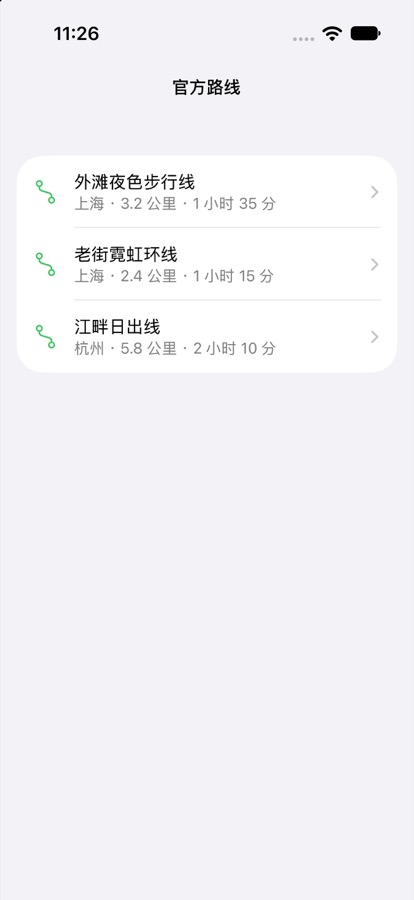 11:26
官方路线
外滩夜色步行线
上海 · 3.2 公里 · 1 小时 35 分
老街霓虹环线
上海 · 2.4 公里 · 1 小时 15 分
江畔日出线
杭州 · 5.8 公里 · 2 小时 10 分